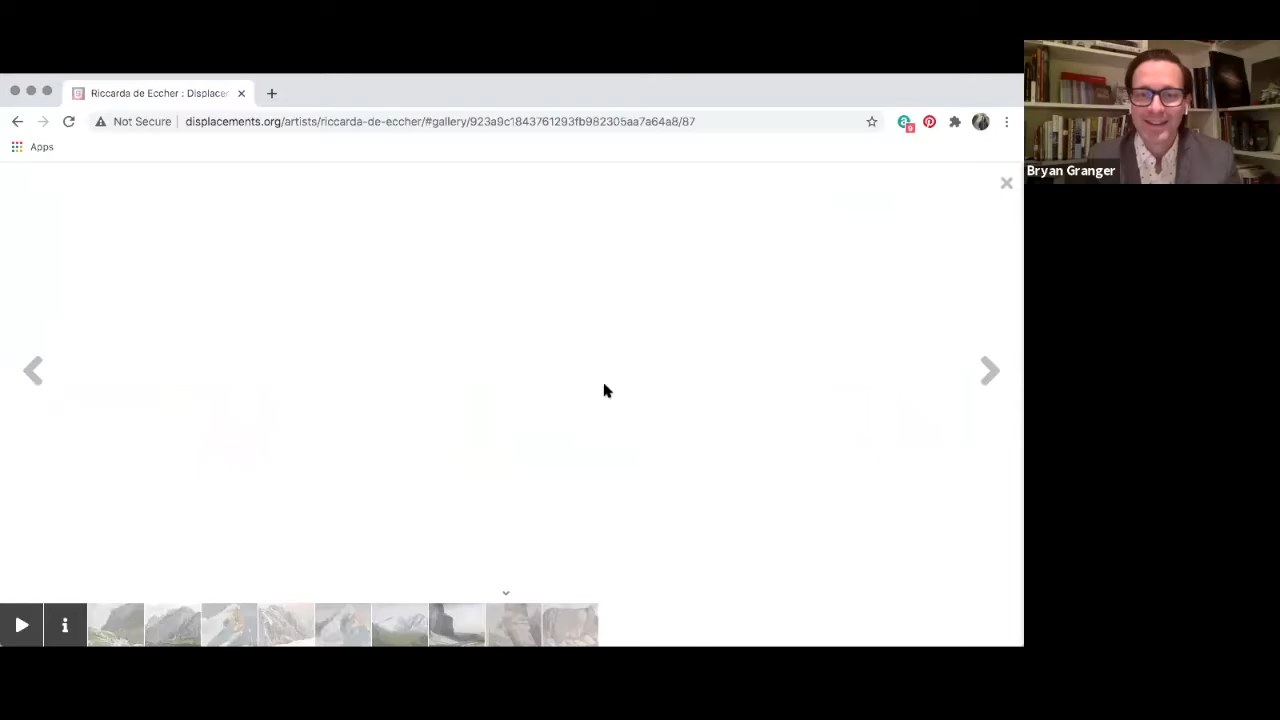 Riccarda de Eccher : Displacer
Not Secure
displacements.org/artists/riccarda-de-eccher/#gallery/923a9c1843761293fb982305aa7a64a8/87
Apps
Bryan Granger